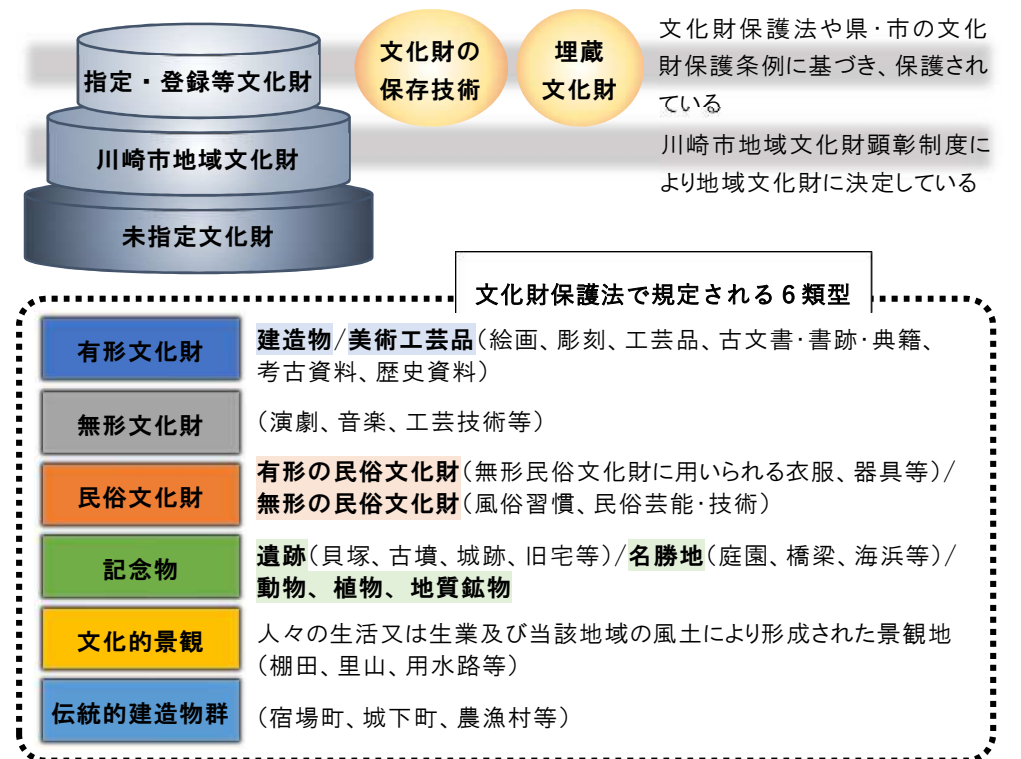 指定・登録等文化財
文化財の
保存技術
埋蔵
文化財
文化財保護法や県・市の文化
財保護条例に基づき、保護され
ている
川崎市地域文化財
川崎市地域文化財顕彰制度に
より地域文化財に決定している
未指定文化財
文化財保護法で規定される6類型
有形文化財
建造物/美術工芸品(絵画、彫刻、工芸品、古文書・書跡・典籍、
考古資料、歴史資料)
無形文化財
(演劇、音楽、工芸技術等)
民俗文化財
有形の民俗文化財(無形民俗文化財に用いられる衣服、器具等)/
無形の民俗文化財(風俗習慣、民俗芸能・技術)
記念物
遺跡(貝塚、古墳、城跡、旧宅等)/名勝地(庭園、橋梁、海浜等)/
動物、植物、地質鉱物
文化的景観
人々の生活又は生業及び当該地域の風土により形成された景観地
(棚田、里山、用水路等)
伝統的建造物群
(宿場町、城下町、農漁村等)